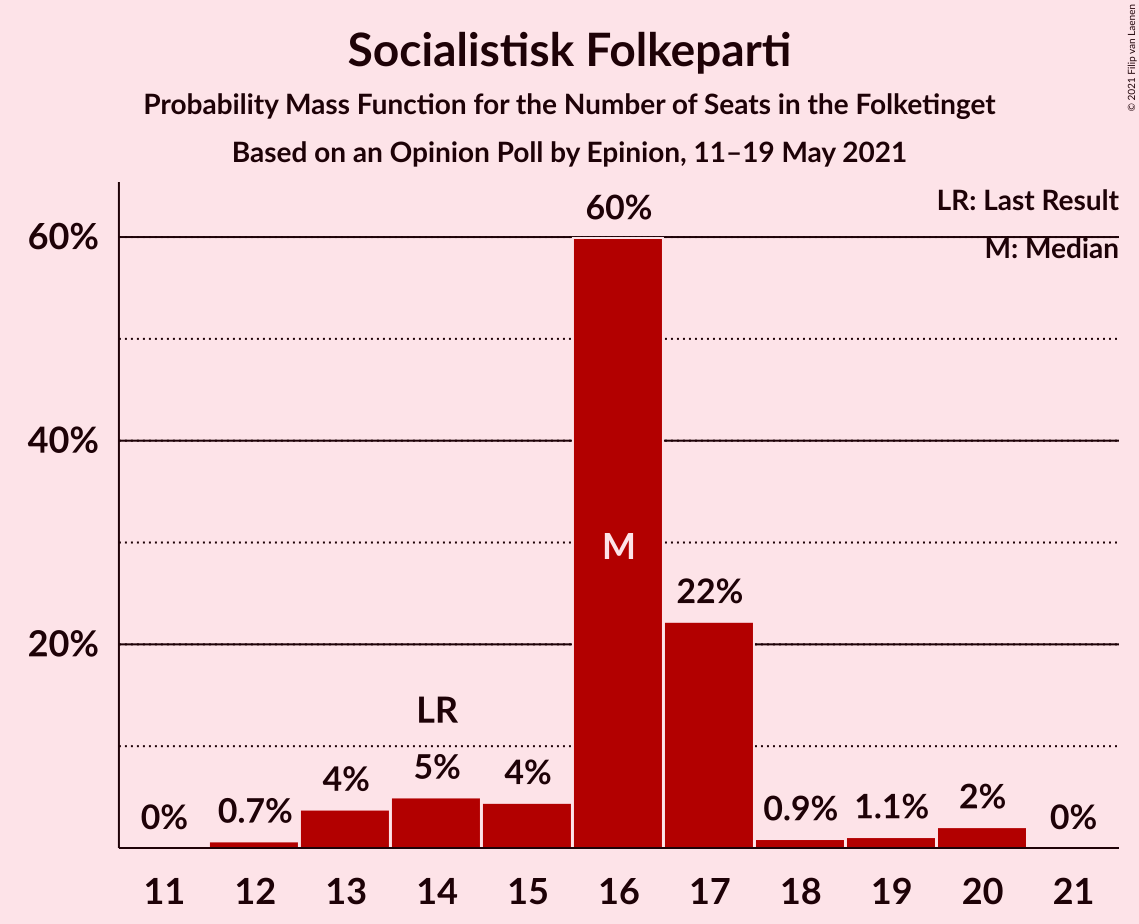 Socialistisk Folkeparti
Probability Mass Function for the Number of Seats in the Folketinget
Based on an Opinion Poll by Epinion, 11–19 May 2021
© 2021 Filip van Laenen
LR: Last Result
M: Median
60%
40%
20%
0%
0.7%
4%
5%
LR
4%
60%
M
22%
0.9%
1.1%
2%
0%
11 12 13 14 15 16 17 18 19 20 21